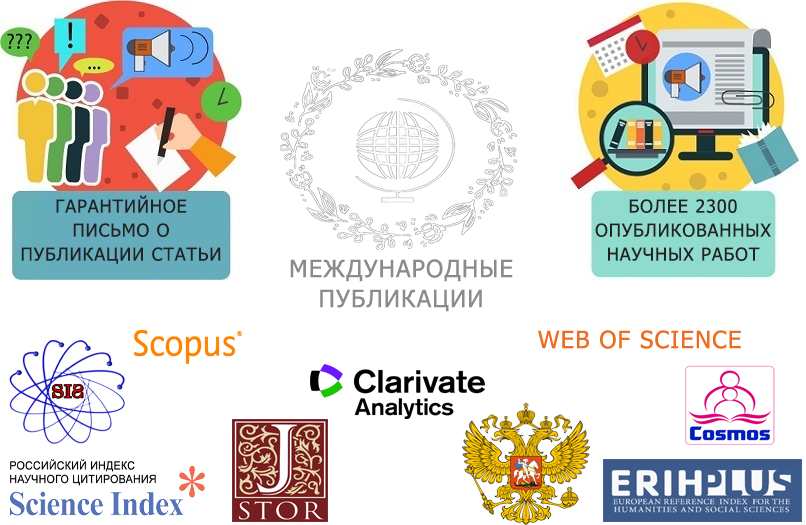 ???
!
...
ГАРАНТИЙНОЕ
ПИСЬМО О
ПУБЛИКАЦИИ СТАТЬИ
МЕЖДУНАРОДНЫЕ
ПУБЛИКАЦИИ
БОЛЕЕ 2300
ОПУБЛИКОВАННЫХ
НАУЧНЫХ РАБОТ
Scopus®
WEB OF SCIENCE
SIS
Clarivate
Analytics
Cosmos
РОССИЙСКИЙ ИНДЕКС
НАУЧНОГО ЦИТИРОВАНИЯ
Science Index*
J
STOR
ERIHPLUS
EUROPEAN REFERENCE INDEX FOR THE
HUMANITIES AND SOCIAL SCIENCES